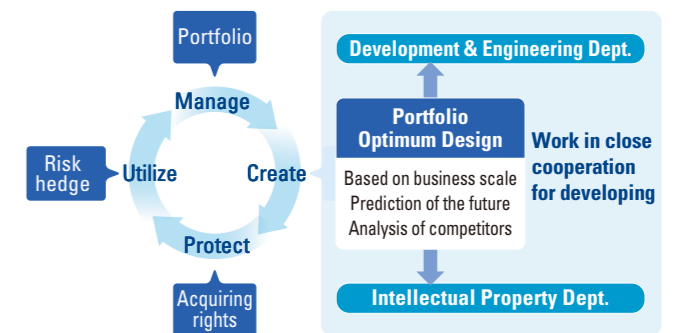 Portfolio
Manage
Risk
hedge
Utilize
Create
Protect
Acquiring
rights
Development & Engineering Dept.
Portfolio
Optimum Design
Based on business scale
Prediction of the future
Analysis of competitors
Work in close
cooperation
for developing
Intellectual Property Dept.